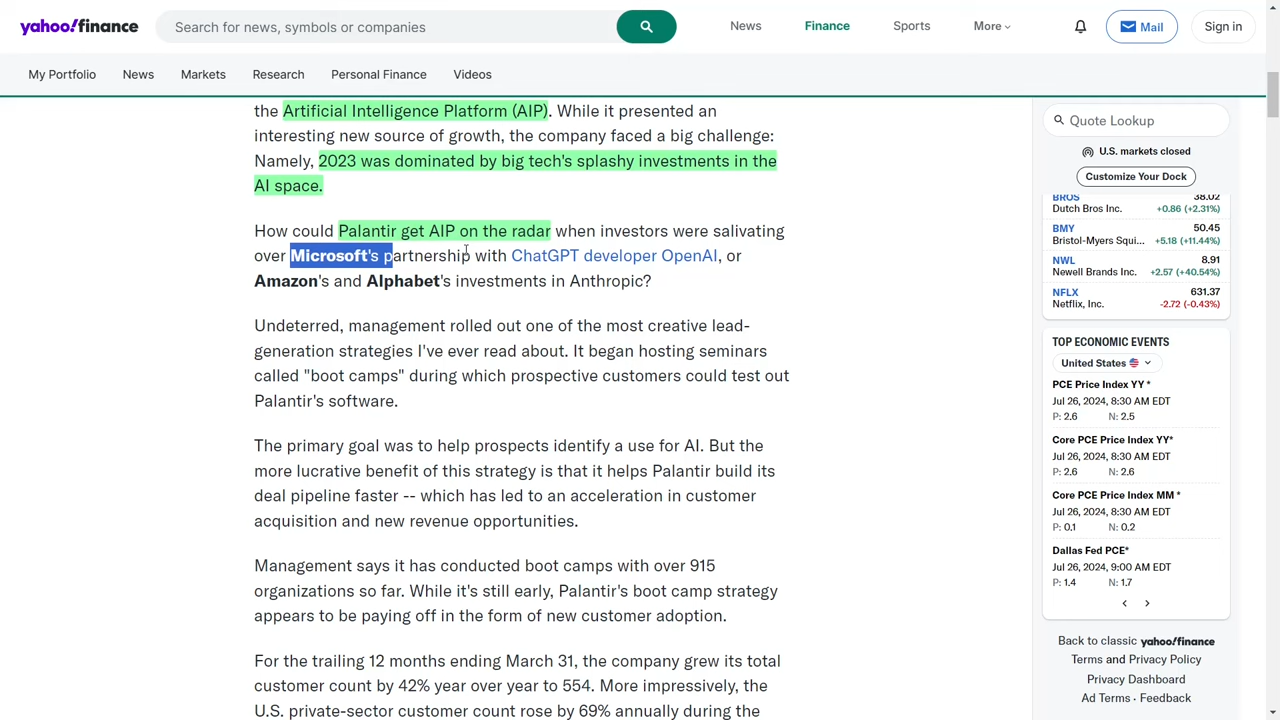 yahoo!finance
Search for news, symbols or companies
News
Finance
Sports
More
Mail
Sign in
My Portfolio
News
Markets
Research
Personal Finance
Videos
the Artificial Intelligence Platform (AIP). While it presented an
interesting new source of growth, the company faced a big challenge:
Namely, 2023 was dominated by big tech's splashy investments in the
AI space.
How could Palantir get AIP on the radar when investors were salivating
over Microsoft's partnership with ChatGPT developer OpenAI, or
Amazon's and Alphabet's investments in Anthropic?
Undeterred, management rolled out one of the most creative lead-
generation strategies I've ever read about. It began hosting seminars
called "boot camps" during which prospective customers could test out
Palantir's software.
The primary goal was to help prospects identify a use for AI. But the
more lucrative benefit of this strategy is that it helps Palantir build its
deal pipeline faster -- which has led to an acceleration in customer
acquisition and new revenue opportunities.
Management says it has conducted boot camps with over 915
organizations so far. While it's still early, Palantir's boot camp strategy
appears to be paying off in the form of new customer adoption.
For the trailing 12 months ending March 31, the company grew its total
customer count by 42% year over year to 554. More impressively, the
U.S. private-sector customer count rose by 69% annually during the
Quote Lookup
U.S. markets closed
Customize Your Dock
BROS 38.02
Dutch Bros Inc. +0.86 (+2.31%)
BMY 50.45
Bristol-Myers Squi... +5.18 (+11.44%)
NWL 8.91
Newell Brands Inc. +2.57 (+40.54%)
NFLX 631.37
Netflix, Inc. -2.72 (-0.43%)
TOP ECONOMIC EVENTS
United States
PCE Price Index YY *
Jul 26, 2024, 8:30 AM EDT
P: 2.6 N: 2.5
Core PCE Price Index YY*
Jul 26, 2024, 8:30 AM EDT
P: 2.6 N: 2.6
Core PCE Price Index MM *
Jul 26, 2024, 8:30 AM EDT
P: 0.1 N: 0.2
Dallas Fed PCE*
Jul 26, 2024, 9:00 AM EDT
P: 1.4 N: 1.7
Back to classic yahoo!finance
Terms and Privacy Policy
Privacy Dashboard
Ad Terms · Feedback